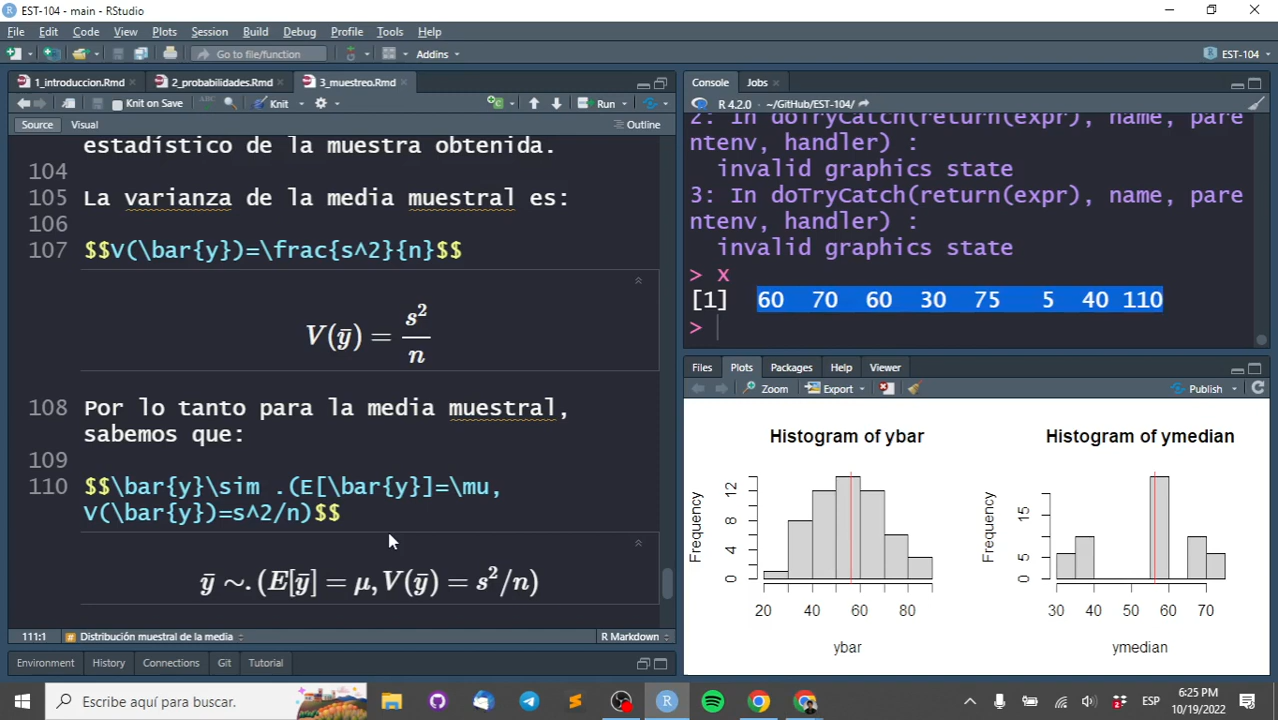 EST-104 - main - RStudio
File Edit Code View Plots Session Build Debug Profile Tools Help
Go to file/function Addins EST-104
1_introduccion.Rmd 2_probabilidades.Rmd 3_muestreo.Rmd
Knit on Save ABC Knit Run
Source Visual Outline
estadístico de la muestra obtenida.
104
105 La varianza de la media muestral es:
106
107 $$V(\bar{y})=\frac{s^2}{n}$$
V(ȳ) = s²/n
108 Por lo tanto para la media muestral,
sabemos que:
109
110 $$\bar{y}\sim .(E[\bar{y}]=\mu,
V(\bar{y})=s^2/n)$$
ȳ ∼. (E[ȳ] = μ, V(ȳ) = s²/n)
111:1 Distribución muestral de la media R Markdown
Environment History Connections Git Tutorial
Console Jobs
R 4.2.0 · ~/GitHub/EST-104/
2: In doTryCatch(return(expr), name, pare
ntenv, handler) :
invalid graphics state
3: In doTryCatch(return(expr), name, pare
ntenv, handler) :
invalid graphics state
> x
[1] 60 70 60 30 75 5 40 110
>
Files Plots Packages Help Viewer
Zoom Export Publish
Histogram of ybar
Frequency
0 4 8 12
20 40 60 80
ybar
Histogram of ymedian
Frequency
0 5 15
30 40 50 60 70
ymedian
Escribe aquí para buscar.
ESP
6:25 PM
10/19/2022
2